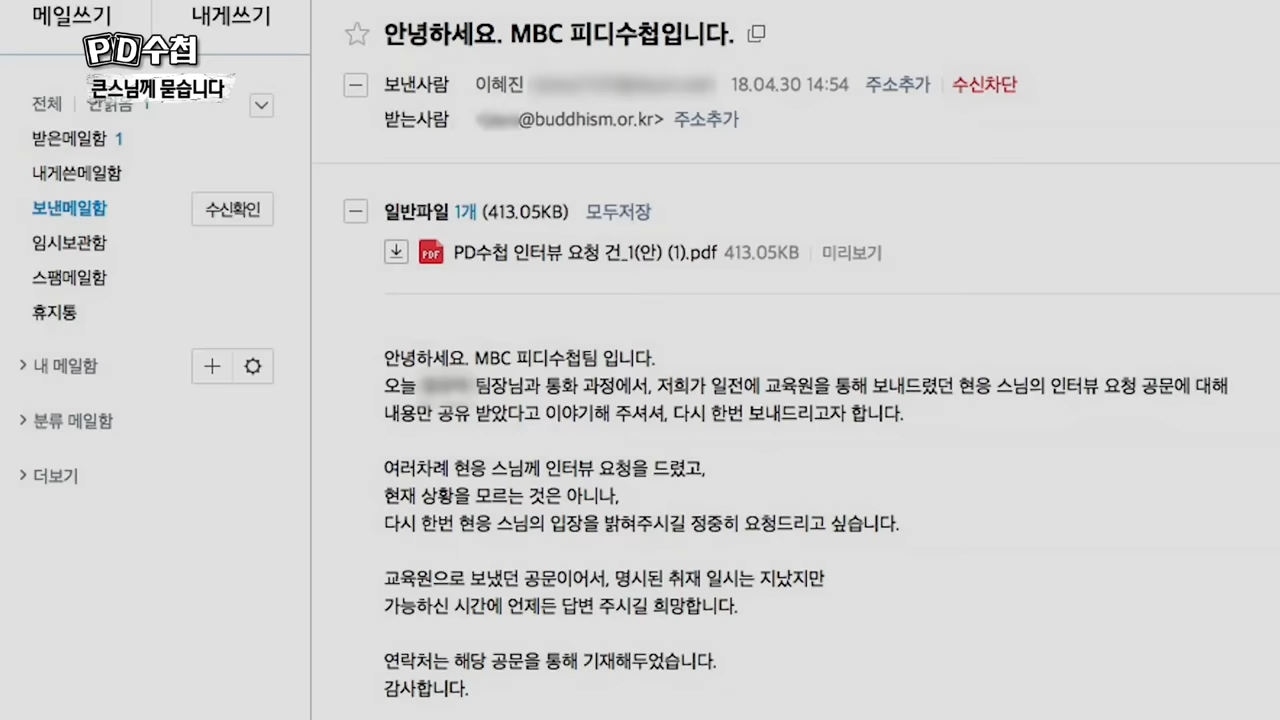 메일쓰기 내게쓰기
PD수첩
큰스님께 묻습니다
전체 안읽음 1
받은메일함 1
내게쓴메일함
보낸메일함 수신확인
임시보관함
스팸메일함
휴지통
> 내 메일함
> 분류 메일함
> 더보기
안녕하세요. MBC 피디수첩입니다.
보낸사람 이혜진 18.04.30 14:54 주소추가 수신차단
받는사람 @buddhism.or.kr> 주소추가
일반파일 1개 (413.05KB) 모두저장
PDF PD수첩 인터뷰 요청 건_1(안) (1).pdf 413.05KB 미리보기
안녕하세요. MBC 피디수첩팀 입니다.
오늘 팀장님과 통화 과정에서, 저희가 일전에 교육원을 통해 보내드렸던 현응 스님의 인터뷰 요청 공문에 대해
내용만 공유 받았다고 이야기해 주셔셔, 다시 한번 보내드리고자 합니다.
여러차례 현응 스님께 인터뷰 요청을 드렸고,
현재 상황을 모르는 것은 아니나,
다시 한번 현응 스님의 입장을 밝혀주시길 정중히 요청드리고 싶습니다.
교육원으로 보냈던 공문이어서, 명시된 취재 일시는 지났지만
가능하신 시간에 언제든 답변 주시길 희망합니다.
연락처는 해당 공문을 통해 기재해두었습니다.
감사합니다.